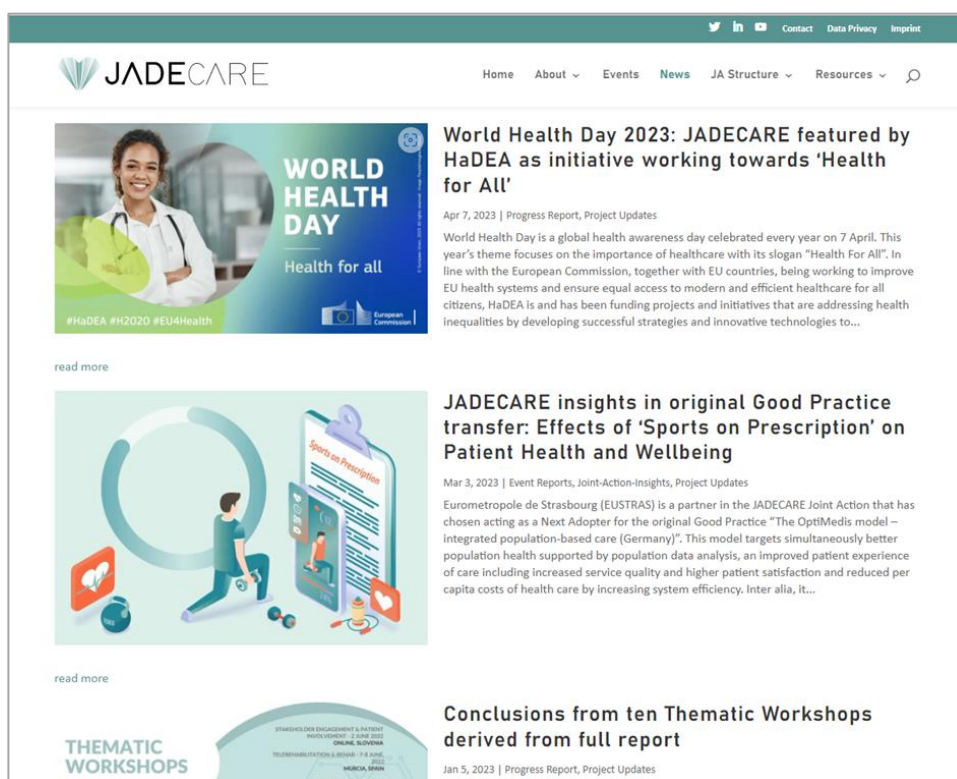 Contact Data Privacy Imprint
JADECARE
Home About Events News JA Structure Resources
WORLD
HEALTH
DAY
Health for all
#HaDEA #H2020 #EU4Health
European
Commission
World Health Day 2023: JADECARE featured by
HaDEA as initiative working towards ‘Health
for All’
Apr 7, 2023 | Progress Report, Project Updates
World Health Day is a global health awareness day celebrated every year on 7 April. This
year’s theme focuses on the importance of healthcare with its slogan “Health For All”. In
line with the European Commission, together with EU countries, being working to improve
EU health systems and ensure equal access to modern and efficient healthcare for all
citizens, HaDEA is and has been funding projects and initiatives that are addressing health
inequalities by developing successful strategies and innovative technologies to...
read more
Sports on Prescription
JADECARE insights in original Good Practice
transfer: Effects of ‘Sports on Prescription’ on
Patient Health and Wellbeing
Mar 3, 2023 | Event Reports, Joint-Action-Insights, Project Updates
Eurometropole de Strasbourg (EUSTRAS) is a partner in the JADECARE Joint Action that has
chosen acting as a Next Adopter for the original Good Practice “The OptiMedis model –
integrated population-based care (Germany)”. This model targets simultaneously better
population health supported by population data analysis, an improved patient experience
of care including increased service quality and higher patient satisfaction and reduced per
capita costs of health care by increasing system efficiency. Inter alia, it...
read more
THEMATIC
WORKSHOPS
STAKEHOLDER ENGAGEMENT & PATIENT
INVOLVEMENT - 2 JUNE 2022
ONLINE, SLOVENIA
TELEREHABILITATION & REHAB - 7-8 JUNE,
2022
MURCIA, SPAIN
Conclusions from ten Thematic Workshops
derived from full report
Jan 5, 2023 | Progress Report, Project Updates